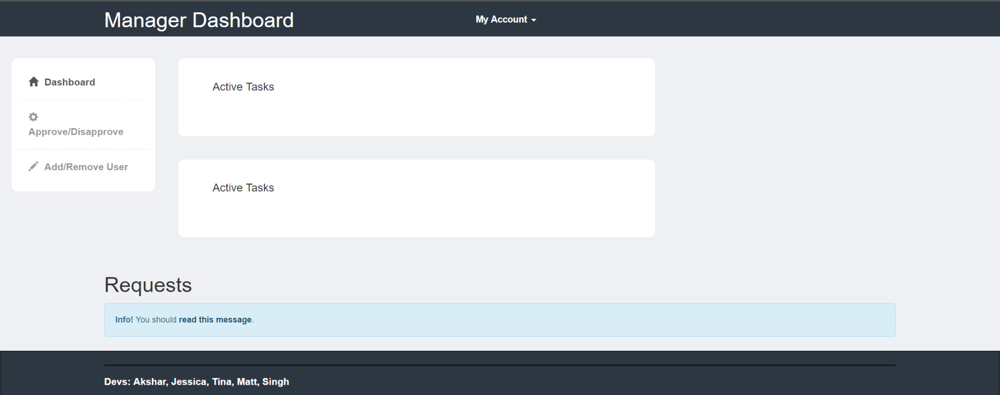 Manager Dashboard
My Account
Dashboard
Approve/Disapprove
Add/Remove User
Active Tasks
Active Tasks
Requests
Info! You should read this message.
Devs: Akshar, Jessica, Tina, Matt, Singh